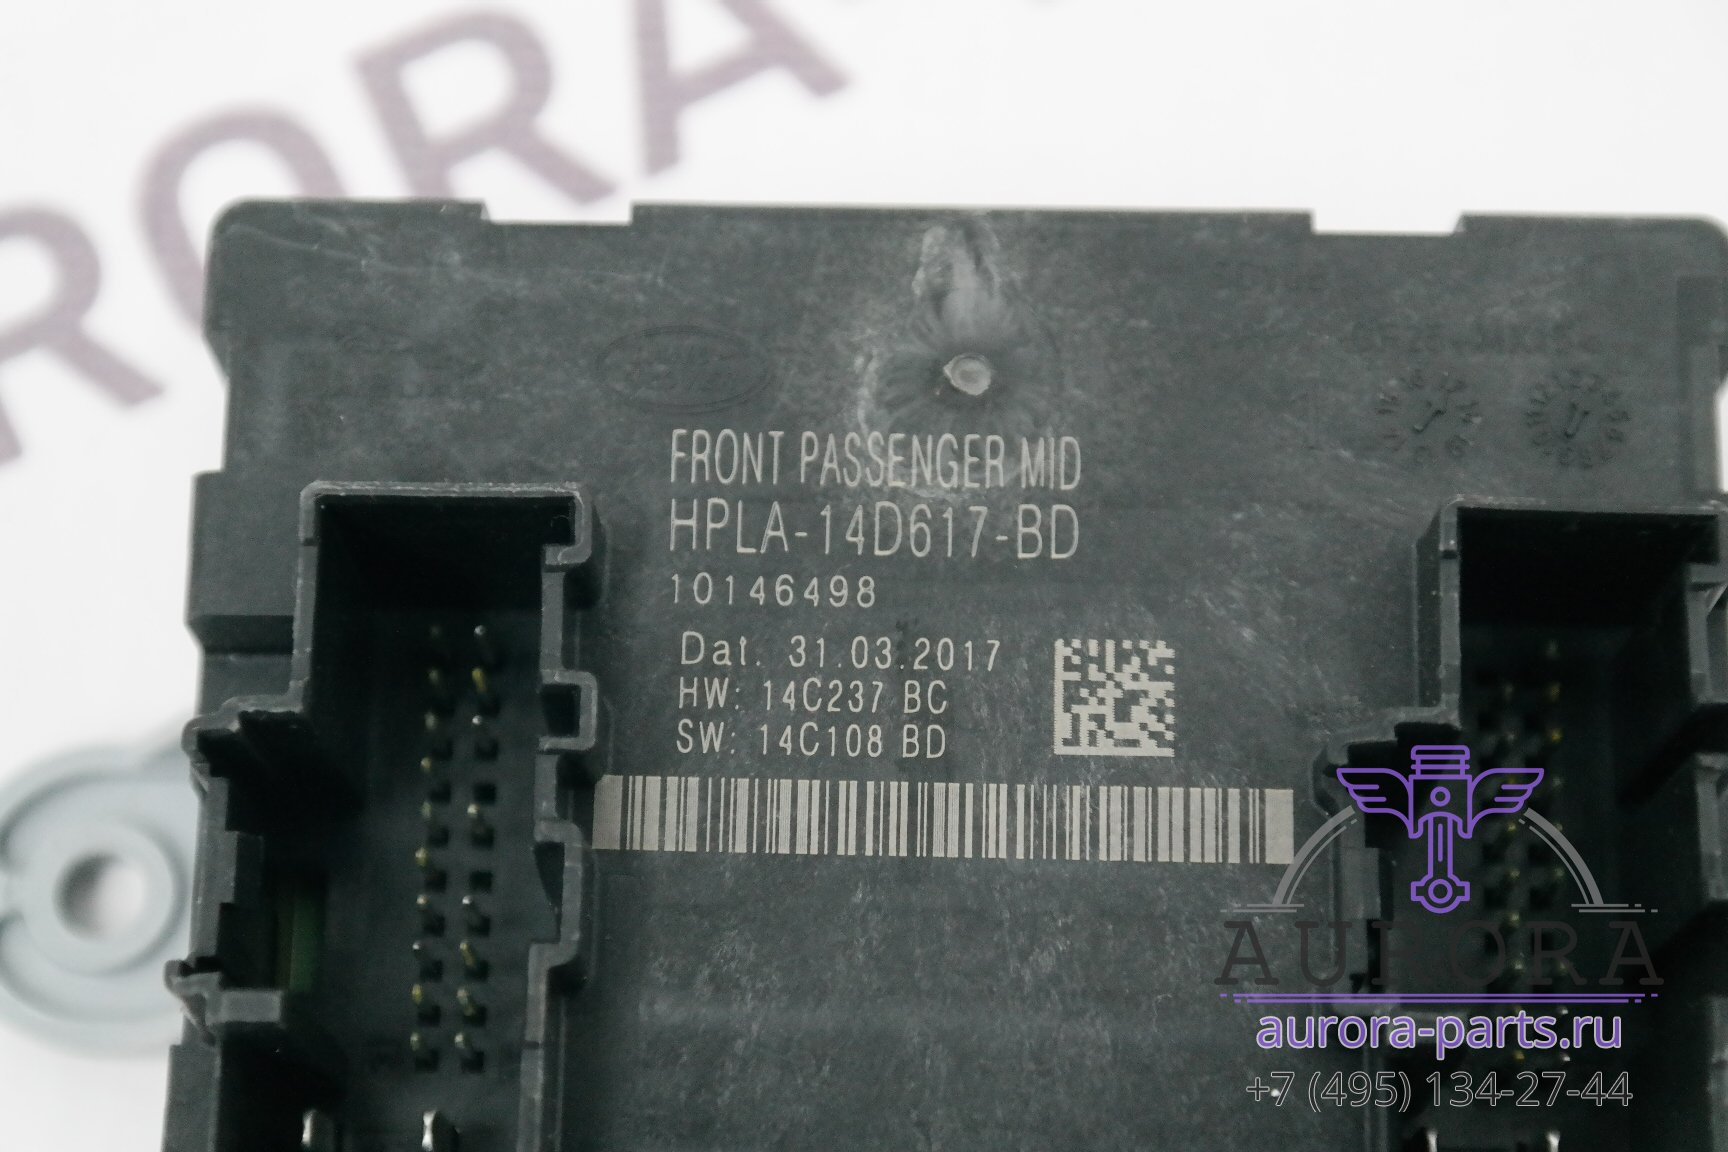 RORA
FRONT PASSENGER MID
HPLA-14D617-BD
10146498
Dat. 31.03.2017
HW: 14C237 BC
SW: 14C108 BD
AURORA
aurora-parts.ru
+7 (495) 134-27-44